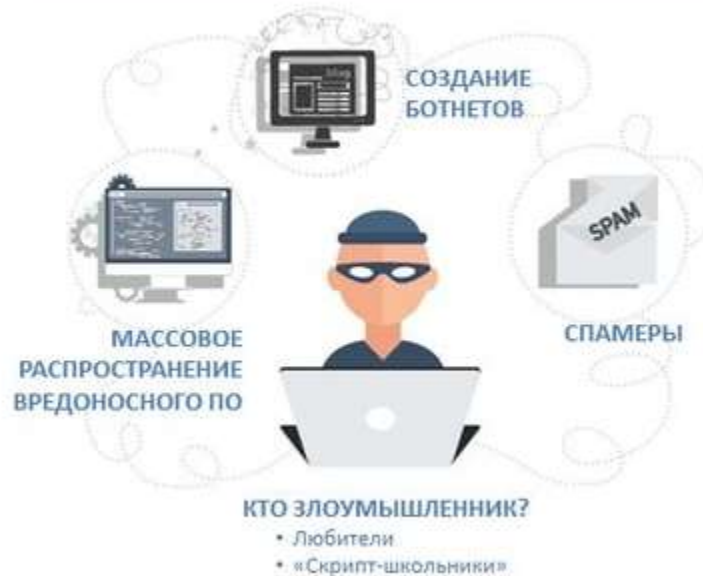 СОЗДАНИЕ
БОТНЕТОВ
SPAM
МАССОВОЕ
РАСПРОСТРАНЕНИЕ
ВРЕДОНОСНОГО ПО
СПАМЕРЫ
КТО ЗЛОУМЫШЛЕННИК?
• Любители
• «Скрипт-школьники»